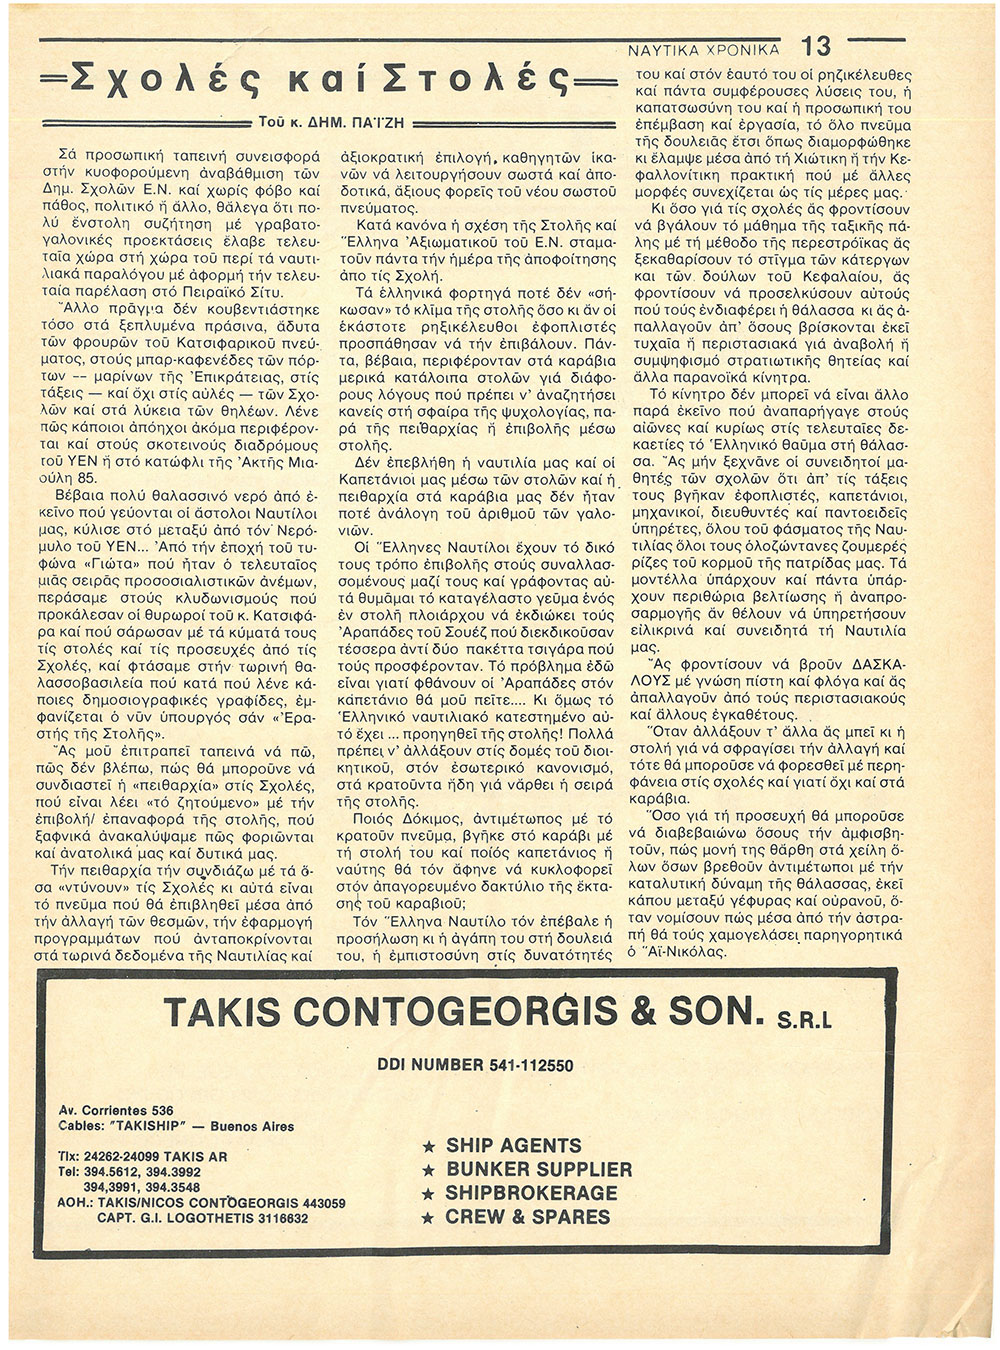 ΝΑΥΤΙΚΑ ΧΡΟΝΙΚΑ 13
Σχολές καί Στολές
Τοῦ κ. ΔΗΜ. ΠΑΪΖΗ
Σά προσωπική ταπεινή συνεισφορά
στήν κυοφορούμενη ἀναβάθμιση τῶν
Δημ. Σχολῶν Ε.Ν. καί χωρίς φόβο καί
πάθος, πολιτικό ἤ ἄλλο, θἄλεγα ὅτι πο-
λύ ἔνστολη συζήτηση μέ γραβατο-
γαλονικές προεκτάσεις ἔλαβε τελευ-
ταῖα χώρα στή χώρα τοῦ περί τά ναυτι-
λιακά παραλόγου μέ ἀφορμή τήν τελευ-
ταία παρέλαση στό Πειραϊκό Σίτυ.
Ἄλλο πρᾶγμα δέν κουβεντιάστηκε
τόσο στά ξεπλυμένα πράσινα, ἄδυτα
τῶν φρουρῶν τοῦ Κατσιφαρικοῦ πνεύ-
ματος, στούς μπαρ-καφενέδες τῶν πόρ-
των –– μαρίνων τῆς Ἐπικράτειας, στίς
τάξεις — καί ὄχι στίς αὐλές — τῶν Σχο-
λῶν καί στά λύκεια τῶν θηλέων. Λένε
πῶς κάποιοι ἀπόηχοι ἀκόμα περιφέρον-
ται καί στούς σκοτεινούς διαδρόμους
τοῦ ΥΕΝ ἤ στό κατώφλι τῆς Ἀκτῆς Μια-
ούλη 85.
Βέβαια πολύ θαλασσινό νερό ἀπό ἐ-
κεῖνο πού γεύονται οἱ ἄστολοι Ναυτίλοι
μας, κύλισε στό μεταξύ ἀπό τόν Νερό-
μυλο τοῦ ΥΕΝ... Ἀπό τήν ἐποχή τοῦ τυ-
φώνα «Γιώτα» πού ἦταν ὁ τελευταῖος
μιᾶς σειρᾶς προσοσιαλιστικῶν ἀνέμων,
περάσαμε στούς κλυδωνισμούς πού
προκάλεσαν οἱ θυρωροί τοῦ κ. Κατσιφά-
ρα καί πού σάρωσαν μέ τά κύματά τους
τίς στολές καί τίς προσευχές ἀπό τίς
Σχολές, καί φτάσαμε στήν τωρινή θα-
λασσοβασιλεία πού κατά πού λένε κά-
ποιες δημοσιογραφικές γραφίδες, ἐμ-
φανίζεται ὁ νῦν ὑπουργός σάν «Ἐρα-
στής τῆς Στολῆς».
Ἄς μοῦ ἐπιτραπεῖ ταπεινά νά πῶ,
πῶς δέν βλέπω, πώς θά μποροῦνε νά
συνδιαστεῖ ἡ «πειθαρχία» στίς Σχολές,
πού εἶναι λέει «τό ζητούμενο» μέ τήν
ἐπιβολή/ ἐπαναφορά τῆς στολῆς, πού
ξαφνικά ἀνακαλύψαμε πῶς φοριῶνται
καί ἀνατολικά μας καί δυτικά μας.
Τήν πειθαρχία τήν συνδιάζω μέ τά ὅ-
σα «ντύνουν» τίς Σχολές κι αὐτά εἶναι
τό πνεῦμα πού θά ἐπιβληθεῖ μέσα ἀπό
τήν ἀλλαγή τῶν θεσμῶν, τήν ἐφαρμογή
προγραμμάτων πού ἀνταποκρίνονται
στά τωρινά δεδομένα τῆς Ναυτιλίας καί
ἀξιοκρατική ἐπιλογή, καθηγητῶν ἱκα-
νῶν νά λειτουργήσουν σωστά καί ἀπο-
δοτικά, ἄξιους φορεῖς τοῦ νέου σωστοῦ
πνεύματος.
Κατά κανόνα ἡ σχέση τῆς Στολῆς καί
Ἕλληνα Ἀξιωματικοῦ τοῦ Ε.Ν. σταμα-
τοῦν πάντα τήν ἡμέρα τῆς ἀποφοίτησης
ἀπο τίς Σχολή.
Τά ἑλληνικά φορτηγά ποτέ δέν «σή-
κωσαν» τό κλῖμα τῆς στολῆς ὅσο κι ἄν οἱ
ἑκάστοτε ρηξικέλευθοι ἐφοπλιστές
προσπάθησαν νά τήν ἐπιβάλουν. Πάν-
τα, βέβαια, περιφέρονταν στά καράβια
μερικά κατάλοιπα στολῶν γιά διάφο-
ρους λόγους πού πρέπει ν' ἀναζητήσει
κανείς στή σφαίρα τῆς ψυχολογίας, πα-
ρά τῆς πειθαρχίας ἤ ἐπιβολῆς μέσω
στολῆς.
Δέν ἐπεβλήθη ἡ ναυτιλία μας καί οἱ
Καπετάνιοι μας μέσω τῶν στολῶν καί ἡ
πειθαρχία στά καράβια μας δέν ἦταν
ποτέ ἀνάλογη τοῦ ἀριθμοῦ τῶν γαλο-
νιῶν.
Οἱ Ἕλληνες Ναυτίλοι ἔχουν τό δικό
τους τρόπο ἐπιβολῆς στούς συναλλασ-
σομένους μαζί τους καί γράφοντας αὐ-
τά θυμᾶμαι τό καταγέλαστο γεῦμα ἑνός
ἐν στολῆ πλοιάρχου νά ἐκδιώκει τούς
Ἀραπάδες τοῦ Σουέζ πού διεκδικοῦσαν
τέσσερα ἀντί δύο πακέττα τσιγάρα πού
τούς προσφέρονταν. Τό πρόβλημα ἐδῶ
εἶναι γιατί φθάνουν οἱ Ἀραπάδες στόν
καπετάνιο θά μοῦ πεῖτε.... Κι ὅμως τό
Ἑλληνικό ναυτιλιακό κατεστημένο αὐ-
τό ἔχει ... προηγηθεῖ τῆς στολῆς! Πολλά
πρέπει ν' ἀλλάξουν στίς δομές τοῦ διοι-
κητικοῦ, στόν ἐσωτερικό κανονισμό,
στά κρατοῦντα ἤδη γιά νάρθει ἡ σειρά
τῆς στολῆς.
Ποιός Δόκιμος, ἀντιμέτωπος μέ τό
κρατοῦν πνεῦμα, βγῆκε στό καράβι μέ
τή στολή του καί ποίός καπετάνιος ἤ
ναύτης θά τόν ἄφηνε νά κυκλοφορεῖ
στόν ἀπαγορευμένο δακτύλιο τῆς ἔκτα-
σης τοῦ καραβιοῦ;
Τόν Ἕλληνα Ναυτίλο τόν ἐπέβαλε ἡ
προσήλωση κι ἡ ἀγάπη του στή δουλειά
του, ἡ ἐμπιστοσύνη στίς δυνατότητές
του καί στόν ἑαυτό του οἱ ρηζικέλευθες
καί πάντα συμφέρουσες λύσεις του, ἡ
καπατσωσύνη του καί ἡ προσωπική του
ἐπέμβαση καί ἐργασία, τό ὅλο πνεῦμα
τῆς δουλειᾶς ἔτσι ὅπως διαμορφώθηκε
κι ἔλαμψε μέσα ἀπό τή Χιώτικη ἤ τήν Κε-
φαλλονίτικη πρακτική πού μέ ἄλλες
μορφές συνεχίζεται ὡς τίς μέρες μας.
Κι ὅσο γιά τίς σχολές ἄς φροντίσουν
νά βγάλουν τό μάθημα τῆς ταξικῆς πά-
λης μέ τή μέθοδο τῆς περεστρόϊκας ἄς
ξεκαθαρίσουν τό στίγμα τῶν κάτεργων
και τῶν δούλων τοῦ Κεφαλαίου, ἄς
φροντίσουν νά προσελκύσουν αὐτούς
πού τούς ἐνδιαφέρει ἡ θάλασσα κι ἄς ἀ-
παλλαγοῦν ἀπ' ὅσους βρίσκονται ἐκεῖ
τυχαῖα ἤ περιστασιακά γιά ἀναβολή ἤ
συμψηφισμό στρατιωτικῆς θητείας καί
ἄλλα παρανοϊκά κίνητρα.
Τό κίνητρο δέν μπορεῖ νά εἶναι ἄλλο
παρά ἐκεῖνο πού ἀναπαρήγαγε στούς
αἰῶνες καί κυρίως στίς τελευταῖες δε-
καετίες τό Ἑλληνικό θαῦμα στή θάλασ-
σα. Ἄς μήν ξεχνᾶνε οἱ συνειδητοί μα-
θητές τῶν σχολῶν ὅτι ἀπ' τίς τάξεις
τους βγῆκαν ἐφοπλιστές, καπετάνιοι,
μηχανικοί, διευθυντές καί παντοειδεῖς
ὑπηρέτες, ὅλου τοῦ φάσματος τῆς Ναυ-
τιλίας ὅλοι τους ὁλοζώντανες ζουμερές
ρίζες τοῦ κορμοῦ τῆς πατρίδας μας. Τά
μοντέλλα ὑπάρχουν καί πάντα ὑπάρ-
χουν περιθώρια βελτίωσης ἤ ἀναπρο-
σαρμογῆς ἄν θέλουν νά ὑπηρετήσουν
εἰλικρινά καί συνειδητά τή Ναυτιλία
μας.
Ἄς φροντίσουν νά βροῦν ΔΑΣΚΑ-
ΛΟΥΣ μέ γνώση πίστη καί φλόγα καί ἄς
ἀπαλλαγοῦν ἀπό τούς περιστασιακούς
καί ἄλλους ἐγκαθέτους.
Ὅταν ἀλλάξουν τ' ἄλλα ἄς μπεῖ κι ἡ
στολή γιά νά σφραγίσει τήν ἀλλαγή καί
τότε θά μποροῦσε νά φορεσθεῖ μέ περη-
φάνεια στίς σχολές καί γιατί ὄχι καί στά
καράβια.
Ὅσο γιά τή προσευχή θά μποροῦσε
νά διαβεβαιώνω ὅσους τήν ἀμφισβη-
τοῦν, πώς μονή της θάρθη στά χείλη ὅ-
λων ὅσων βρεθοῦν ἀντιμέτωποι μέ τήν
καταλυτική δύναμη τῆς θάλασσας, ἐκεῖ
κάπου μεταξύ γέφυρας καί οὐρανοῦ, ὅ-
ταν νομίσουν πώς μέσα ἀπό τήν ἀστρα-
πή θά τούς χαμογελάσει παρηγορητικά
ὁ Ἅϊ-Νικόλας.
TAKIS CONTOGEORGIS & SON. S.R.L
DDI NUMBER 541-112550
Av. Corrientes 536
Cables: "TAKISHIP" — Buenos Aires
Tlx: 24262-24099 TAKIS AR
Tel: 394.5612, 394.3992
394,3991, 394.3548
AOH.: TAKIS/NICOS CONTOGEORGIS 443059
CAPT. G.I. LOGOTHETIS 3116632
★ SHIP AGENTS
★ BUNKER SUPPLIER
★ SHIPBROKERAGE
★ CREW & SPARES